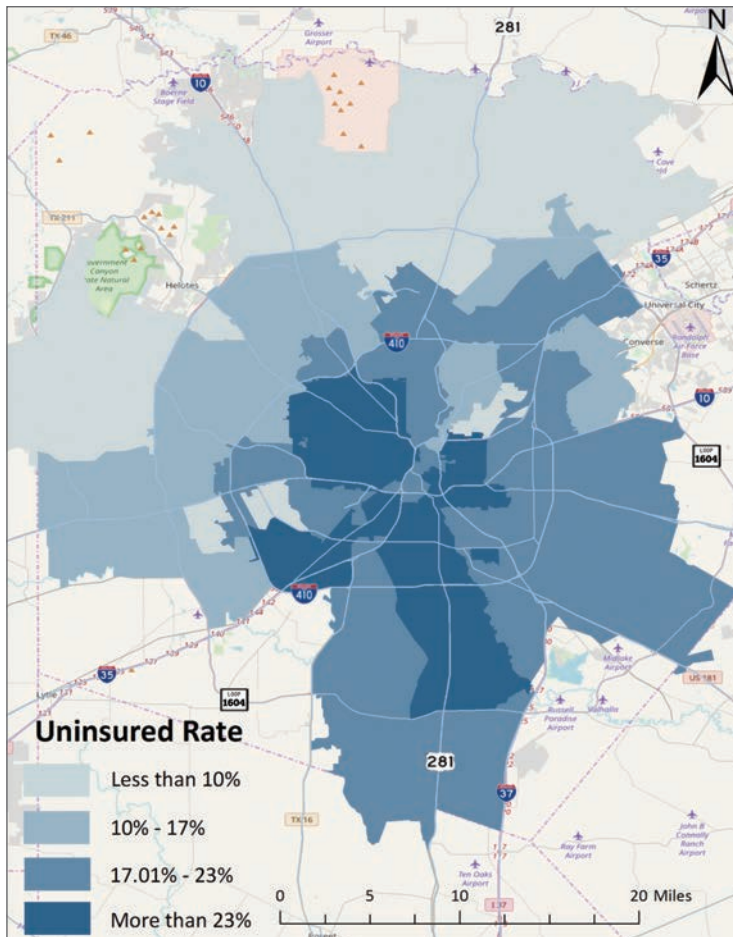 TX-46
Grosser
Airport
281
N
10
Boerne
Stage Field
TX-211
Government
Canyon
State Natural
Area
Helotes
35
Schertz
Universal City
Randolph
Air Force
Base
Converse
410
10
LOOP
1604
410
35
Lytle
LOOP
1604
Midlake
Airport
US 181
Russell
Paradise
Airport
Valhalla
281
37
TX-16
Ten Oaks
Airport
Ray Farm
Airport
John B
Connally
Ranch
Airport
I 37
Uninsured Rate
Less than 10%
10% - 17%
17.01% - 23%
More than 23%
0 5 10 20 Miles